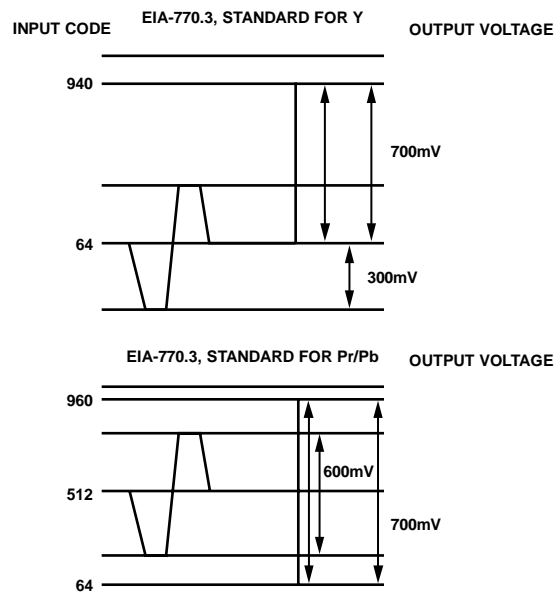 EIA-770.3, STANDARD FOR Y
INPUT CODE
OUTPUT VOLTAGE
940
700mV
64
300mV
EIA-770.3, STANDARD FOR Pr/Pb
OUTPUT VOLTAGE
960
600mV
512
700mV
64